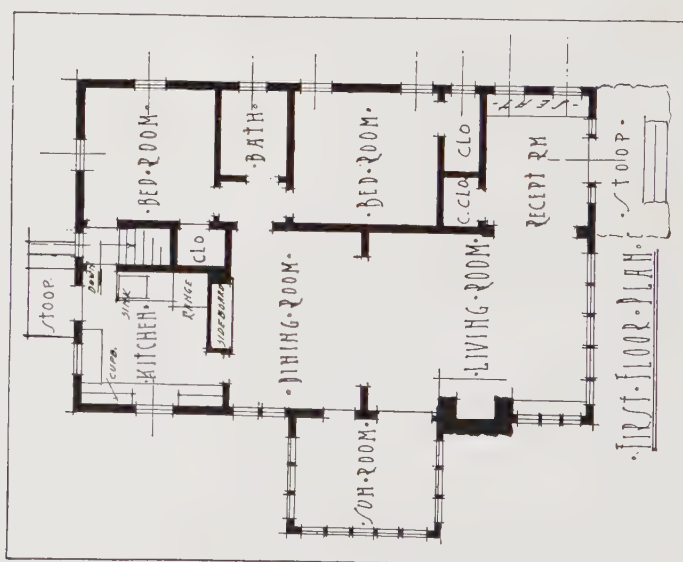 STOOP.
DOWN
SINK
RANGE
CUPB.
·KITCHEN·
CLO
SIDEBOARD
·BED·ROOM·
·BATH·
·BED·ROOM·
C.CLO
CLO
·DINING·ROOM·
·SUN·ROOM·
·LIVING·ROOM·
RECEPT RM
·SEAT·
·STOOP·
·FIRST·FLOOR·PLAN·